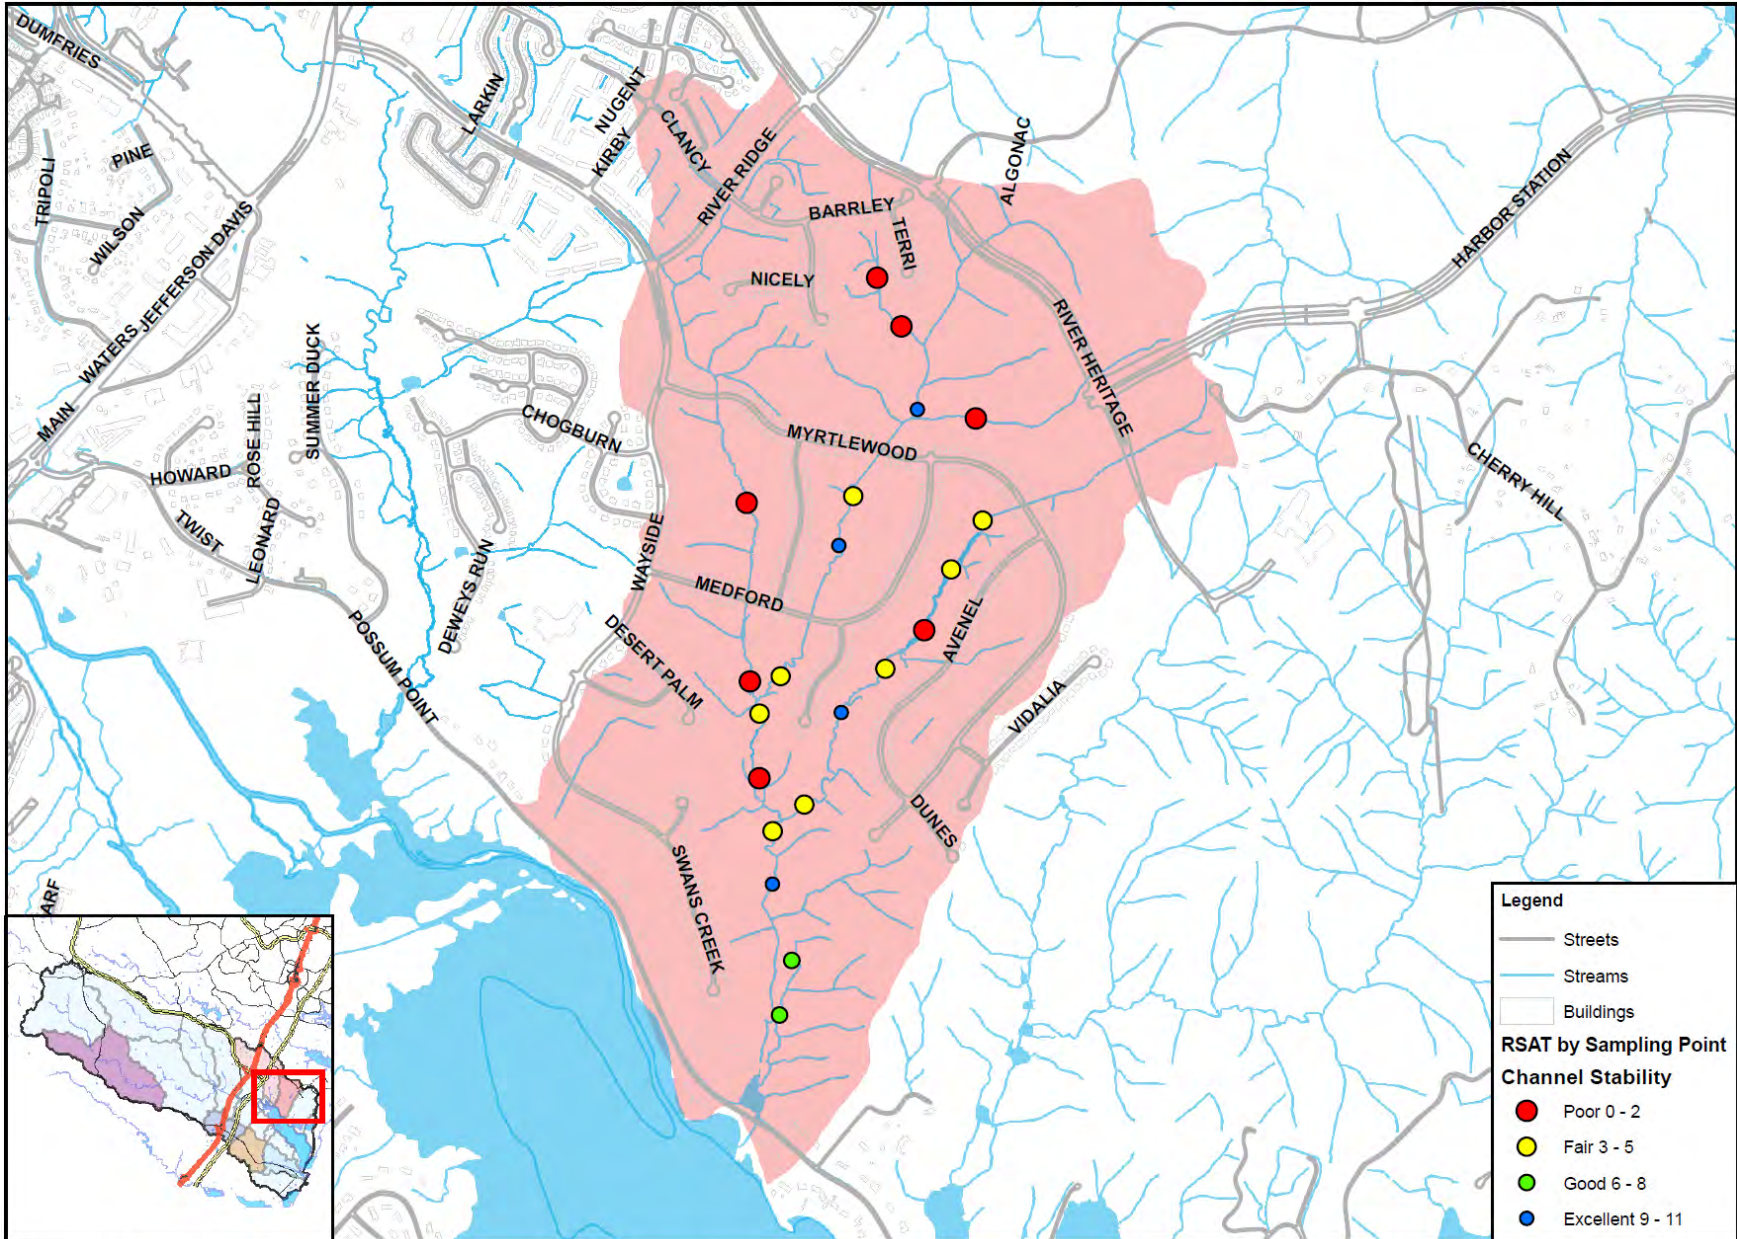 DUMFRIES
LARKIN
NUGENT
KIRBY
CLANCY
RIVER RIDGE
ALGONAC
PINE
TRIPOLI
WILSON
BARRLEY
TERRI
HARBOR STATION
JEFFERSON DAVIS
NICELY
WATERS
RIVER HERITAGE
SUMMER DUCK
MAIN
ROSE HILL
CHOGBURN
MYRTLEWOOD
HOWARD
CHERRY HILL
TWIST
LEONARD
WAYSIDE
DEWEYS RUN
MEDFORD
AVENEL
POSSUM POINT
DESERT PALM
VIDALIA
DUNES
SWANS CREEK
ARF
Legend
Streets
Streams
Buildings
RSAT by Sampling Point
Channel Stability
Poor 0 - 2
Fair 3 - 5
Good 6 - 8
Excellent 9 - 11